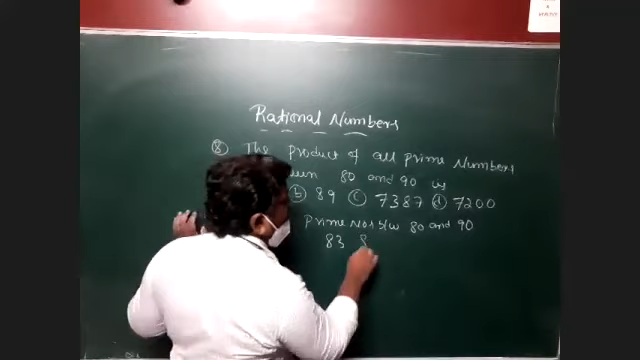 Rational Numbers
⑧ The Product of all prime Numbers
80 and 90 is
ⓑ 89 ⓒ 7387 ⓓ 7200
Prime Nos b/w 80 and 90
83 8